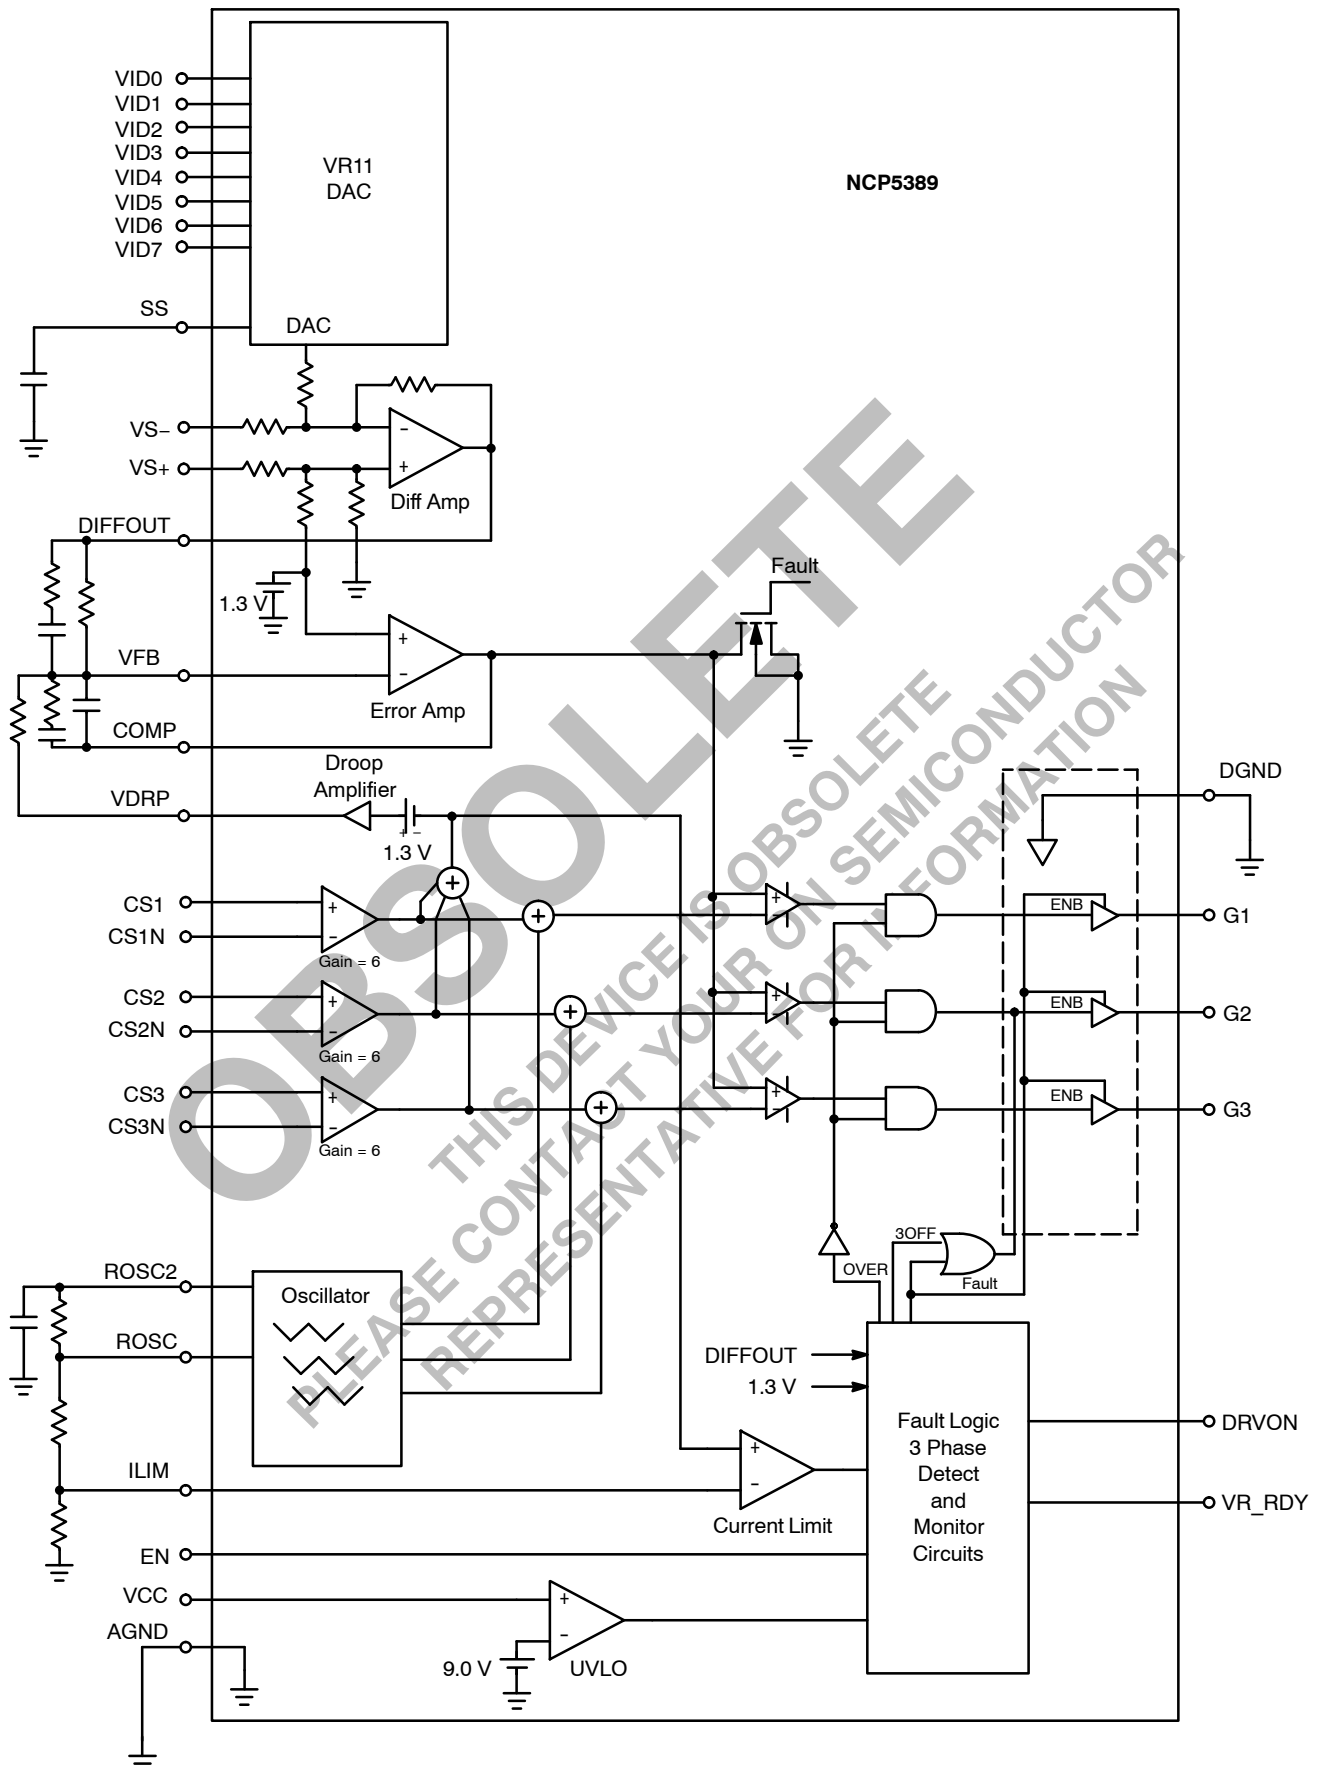 VID0
VID1
VID2
VID3
VID4
VID5
VID6
VID7
VR11
DAC
NCP5389
SS
DAC
VS−
VS+
−
+
Diff Amp
DIFFOUT
1.3 V
Fault
+
−
VFB
Error Amp
COMP
Droop
Amplifier
VDRP
+ −
1.3 V
DGND
CS1
CS1N
+
−
Gain = 6
+
+
+
−
ENB
G1
CS2
CS2N
+
−
Gain = 6
+
+
−
ENB
G2
CS3
CS3N
+
−
Gain = 6
+
+
−
ENB
G3
3OFF
OVER
Fault
ROSC2
Oscillator
ROSC
DIFFOUT
1.3 V
Fault Logic
3 Phase
Detect
and
Monitor
Circuits
DRVON
VR_RDY
ILIM
+
−
Current Limit
EN
VCC
+
−
AGND
9.0 V
UVLO
OBSOLETE
THIS DEVICE IS OBSOLETE
PLEASE CONTACT YOUR ON SEMICONDUCTOR
REPRESENTATIVE FOR INFORMATION